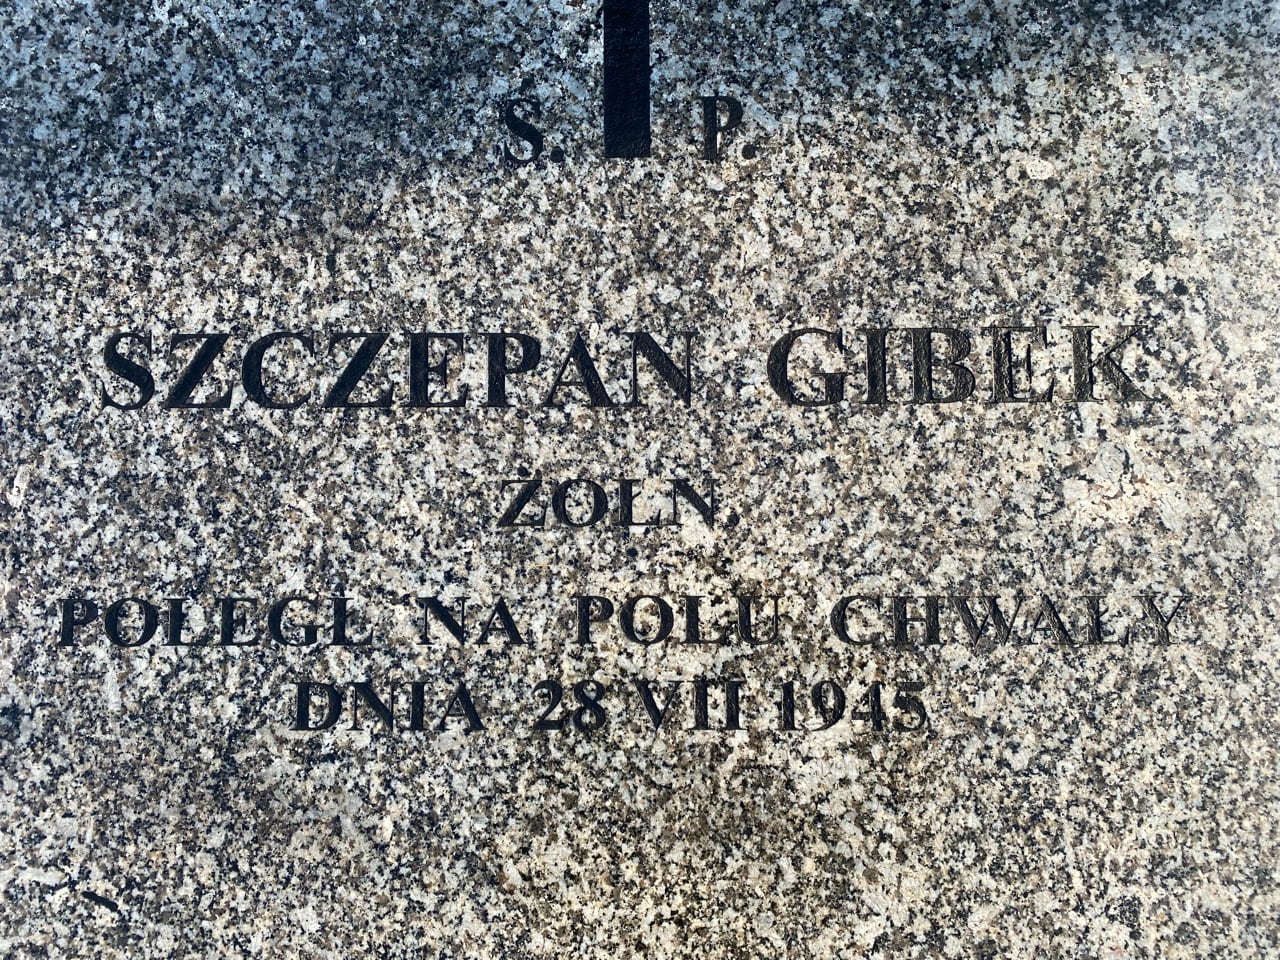 Ś. P.
SZCZEPAN GIBEK
ŻOŁN.
POLEGŁ NA POLU CHWAŁY
DNIA 28 VII 1945